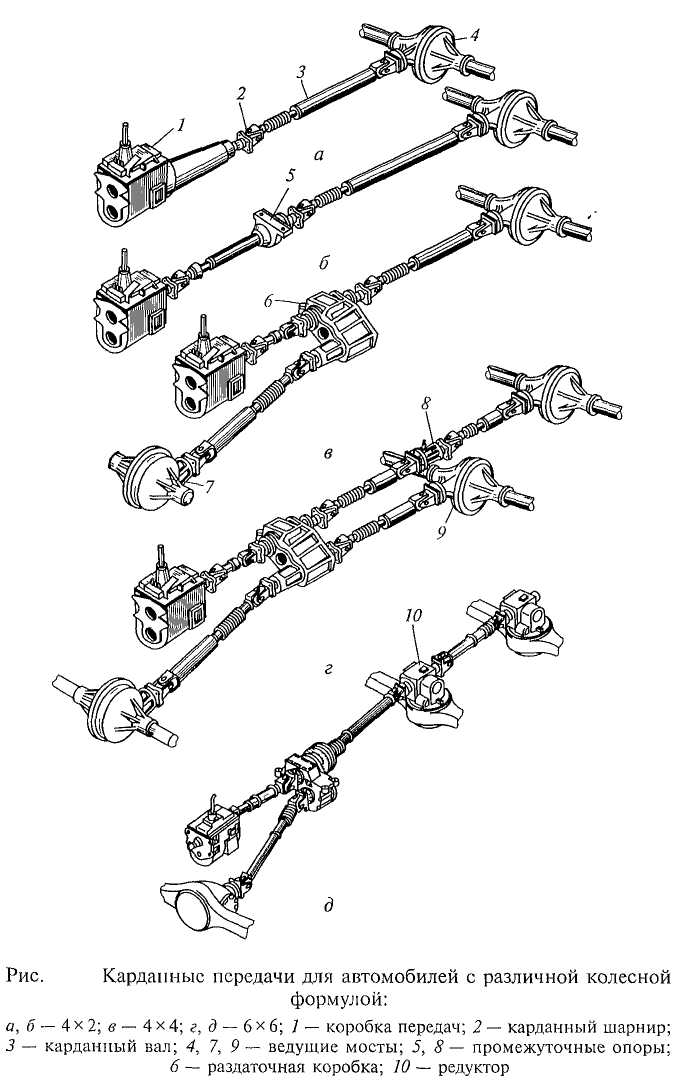 4
3
2
1
а
5
б
6
8
в
7
9
10
г
д
Рис. Карданные передачи для автомобилей с различной колесной
формулой:
а, б — 4×2; в — 4×4; г, д — 6×6; 1 — коробка передач; 2 — карданный шарнир;
3 — карданный вал; 4, 7, 9 — ведущие мосты; 5, 8 — промежуточные опоры;
6 — раздаточная коробка; 10 — редуктор